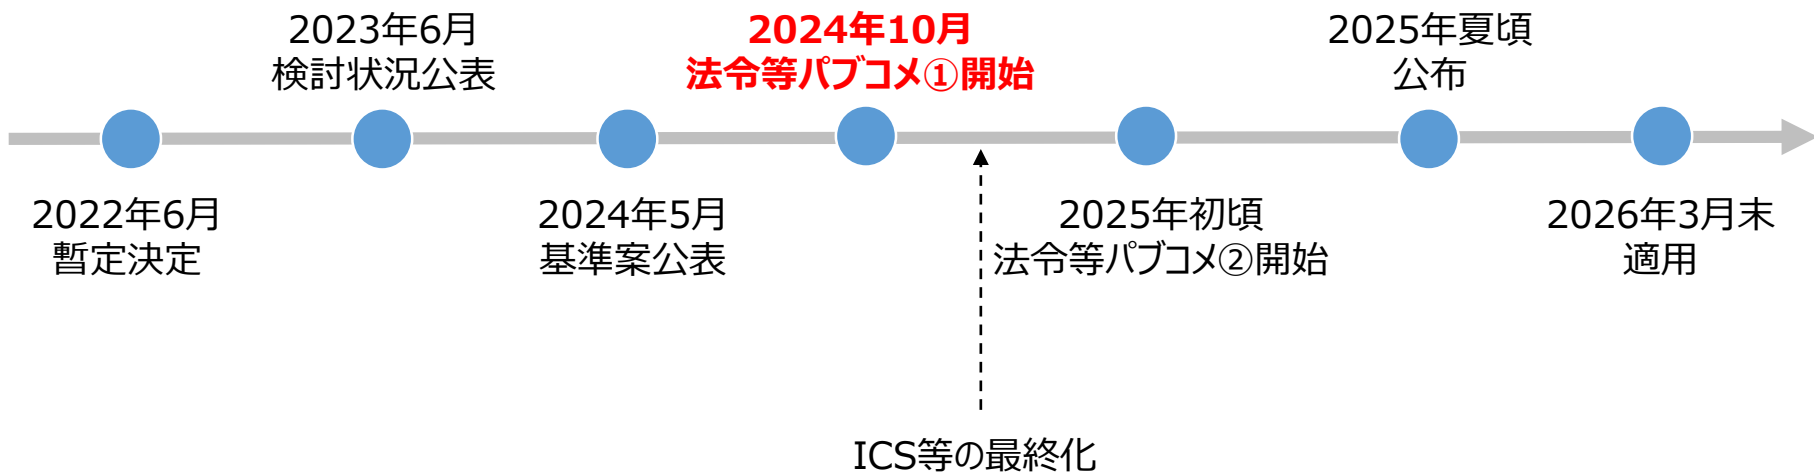 2023年6月
検討状況公表
2024年10月
法令等パブコメ①開始
2025年夏頃
公布
2022年6月
暫定決定
2024年5月
基準案公表
2025年初頃
法令等パブコメ②開始
2026年3月末
適用
ICS等の最終化